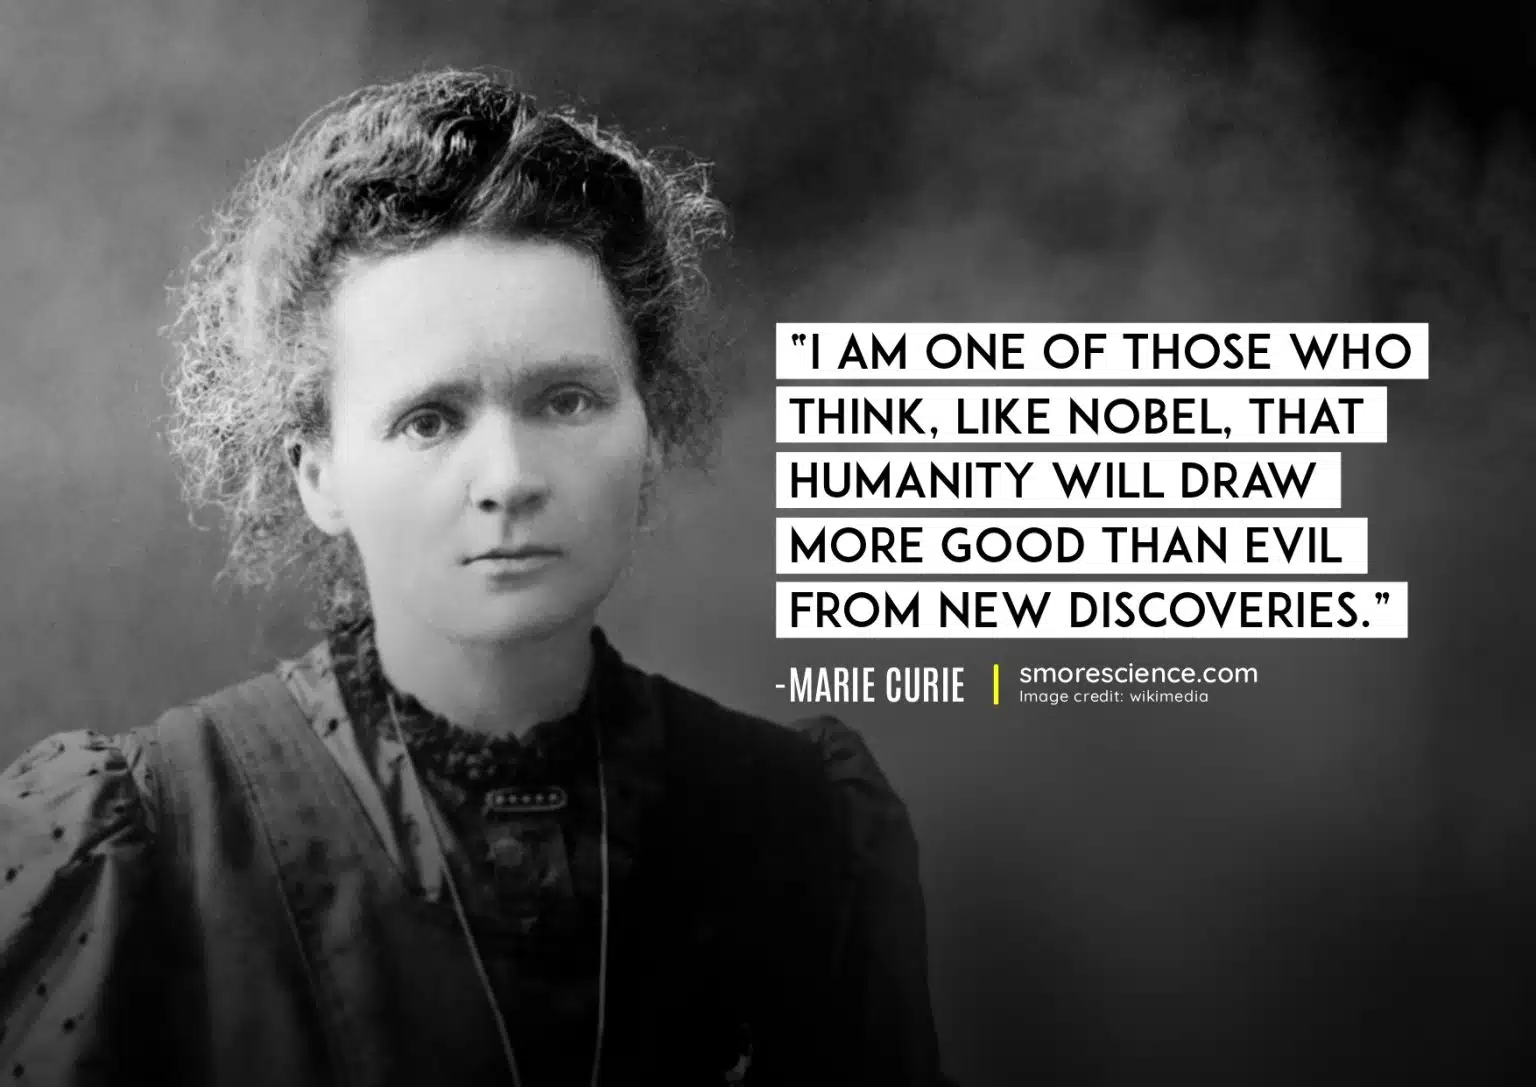 "I AM ONE OF THOSE WHO
THINK, LIKE NOBEL, THAT
HUMANITY WILL DRAW
MORE GOOD THAN EVIL
FROM NEW DISCOVERIES."
-MARIE CURIE
smorescience.com
Image credit: wikimedia